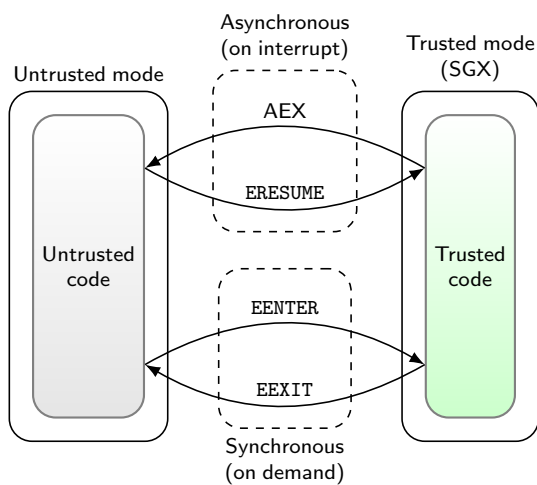 Asynchronous
(on interrupt)
Trusted mode
(SGX)
Untrusted mode
AEX
ERESUME
Untrusted
code
Trusted
code
EENTER
EEXIT
Synchronous
(on demand)